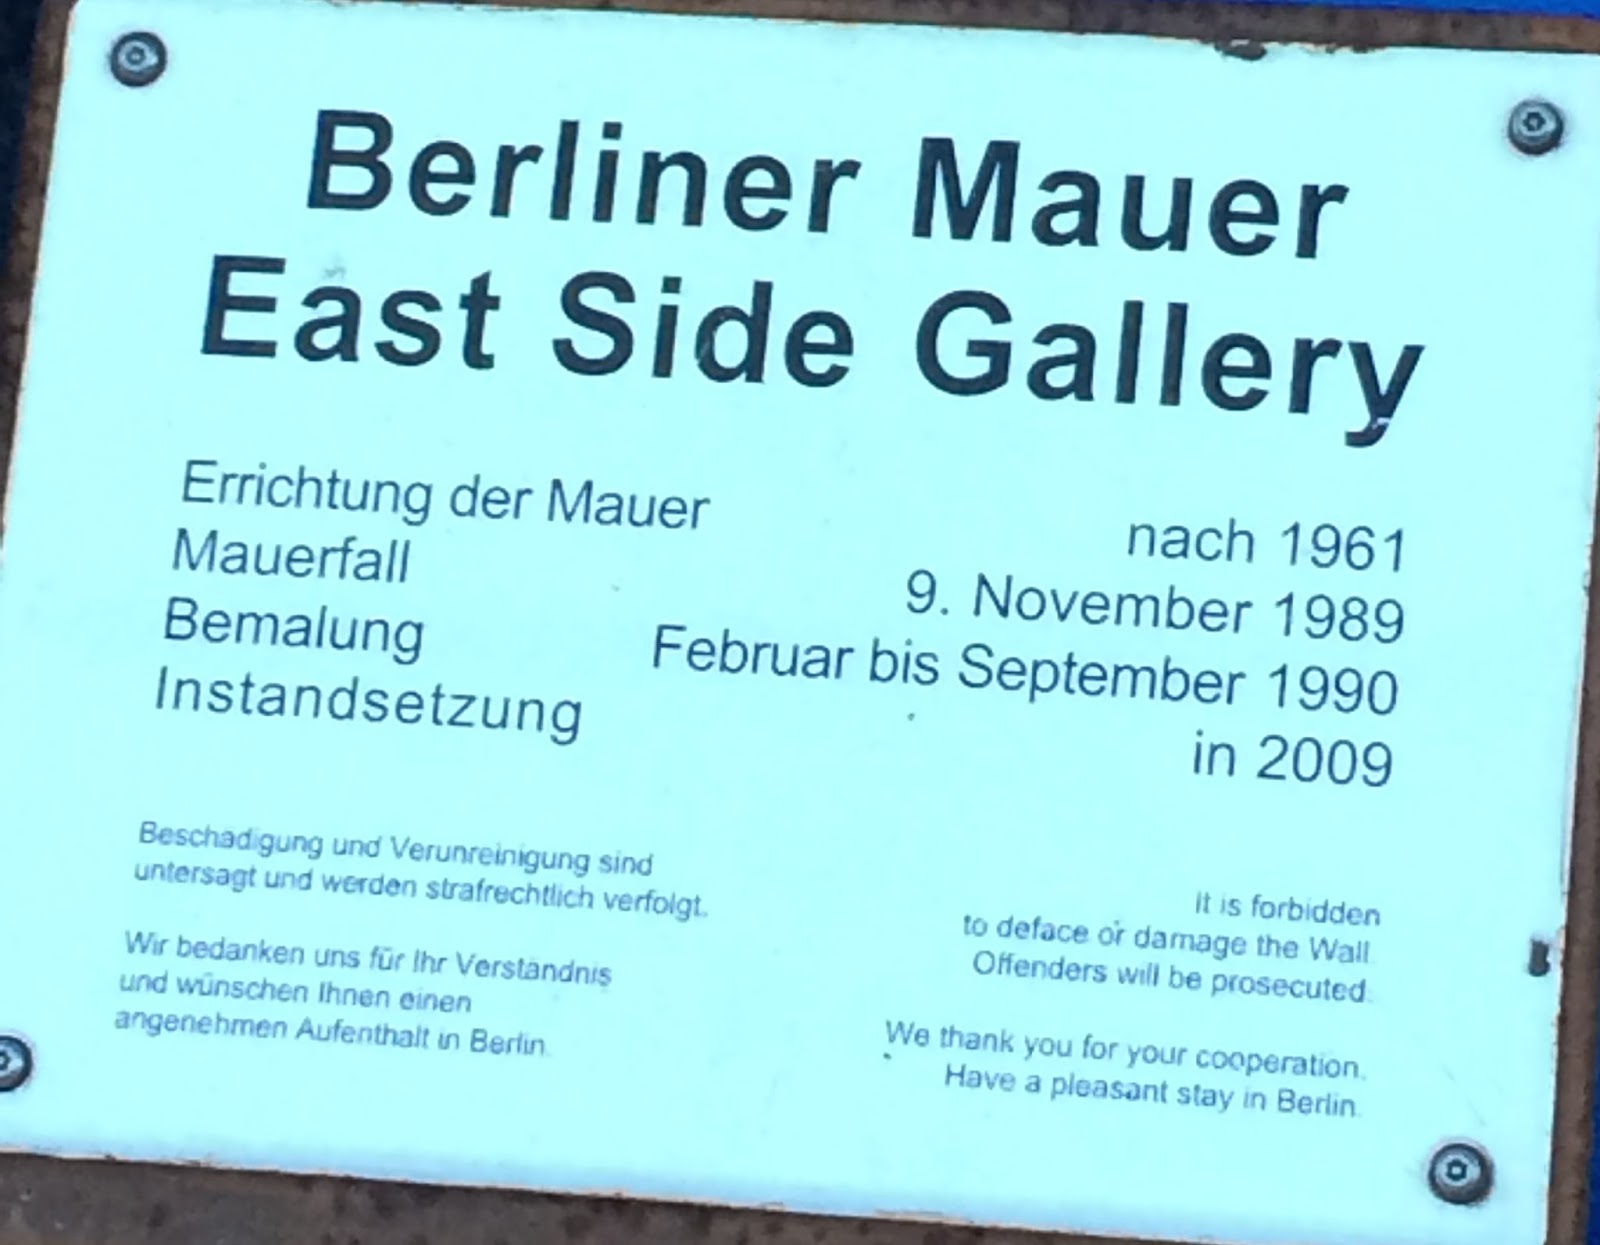 Berliner Mauer
East Side Gallery
Errichtung der Mauer nach 1961
Mauerfall 9. November 1989
Bemalung Februar bis September 1990
Instandsetzung in 2009
Beschädigung und Verunreinigung sind
untersagt und werden strafrechtlich verfolgt.
Wir bedanken uns für Ihr Verständnis
und wünschen Ihnen einen
angenehmen Aufenthalt in Berlin.
It is forbidden
to deface or damage the Wall.
Offenders will be prosecuted.
We thank you for your cooperation.
Have a pleasant stay in Berlin.